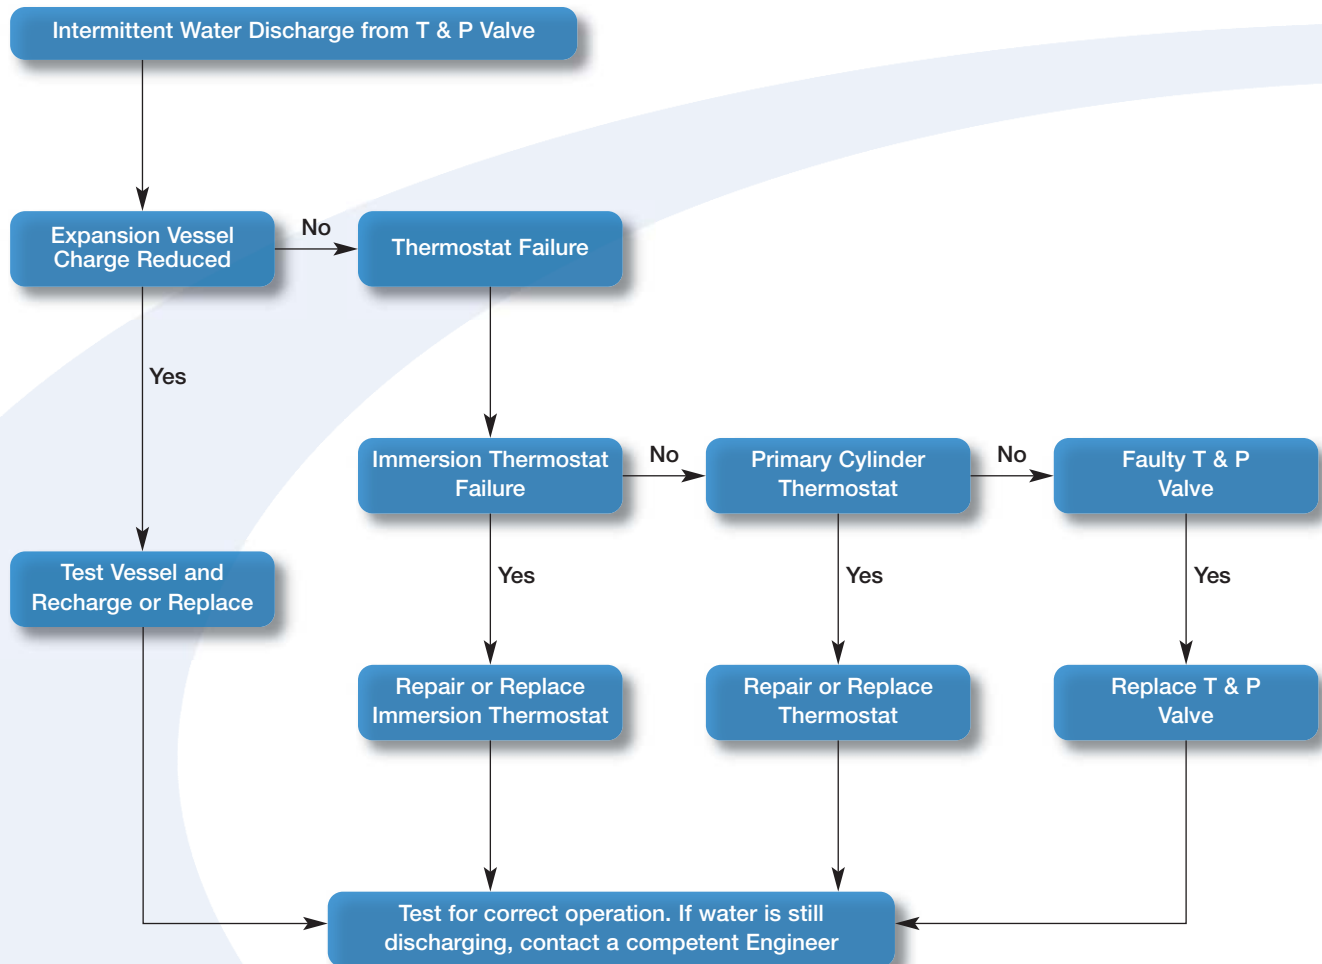 Intermittent Water Discharge from T & P Valve
Expansion Vessel
Charge Reduced
No
Thermostat Failure
Yes
Immersion Thermostat
Failure
No
Primary Cylinder
Thermostat
No
Faulty T & P
Valve
Test Vessel and
Recharge or Replace
Yes
Yes
Yes
Repair or Replace
Immersion Thermostat
Repair or Replace
Thermostat
Replace T & P
Valve
Test for correct operation. If water is still
discharging, contact a competent Engineer